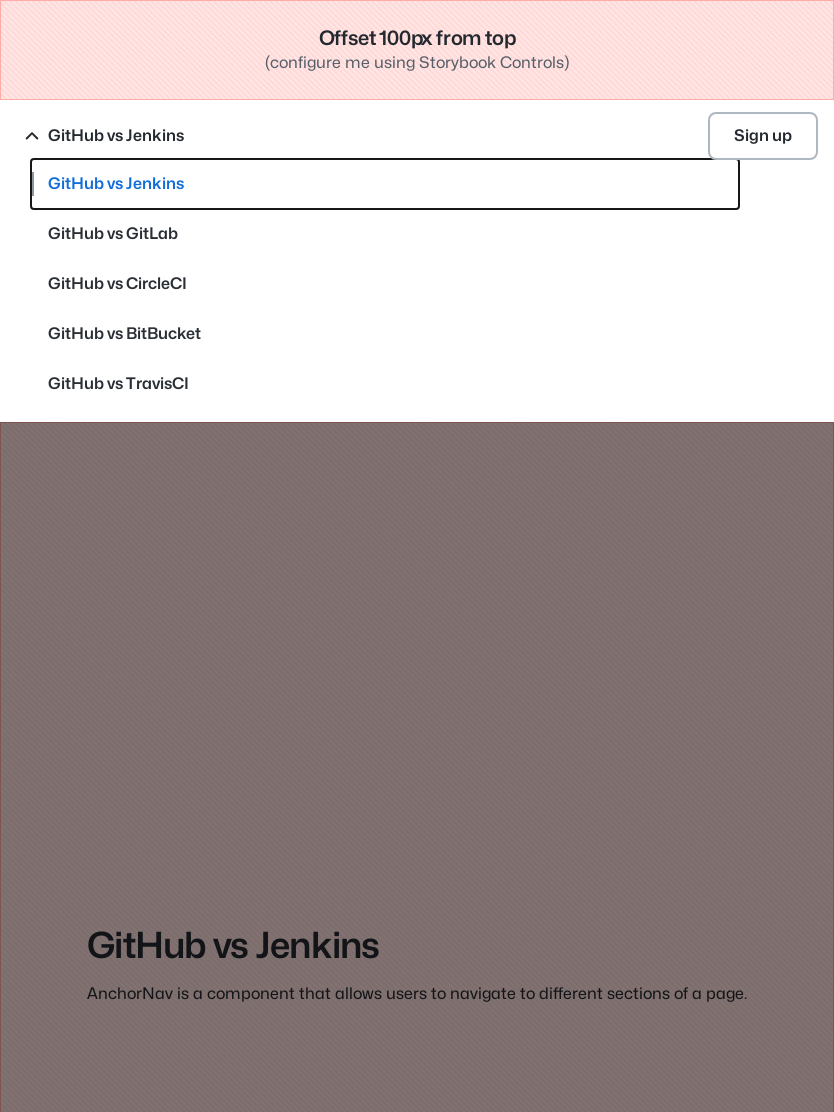 Offset 100px from top
(configure me using Storybook Controls)
GitHub vs Jenkins
Sign up
GitHub vs Jenkins
GitHub vs GitLab
GitHub vs CircleCI
GitHub vs BitBucket
GitHub vs TravisCI
GitHub vs Jenkins
AnchorNav is a component that allows users to navigate to different sections of a page.